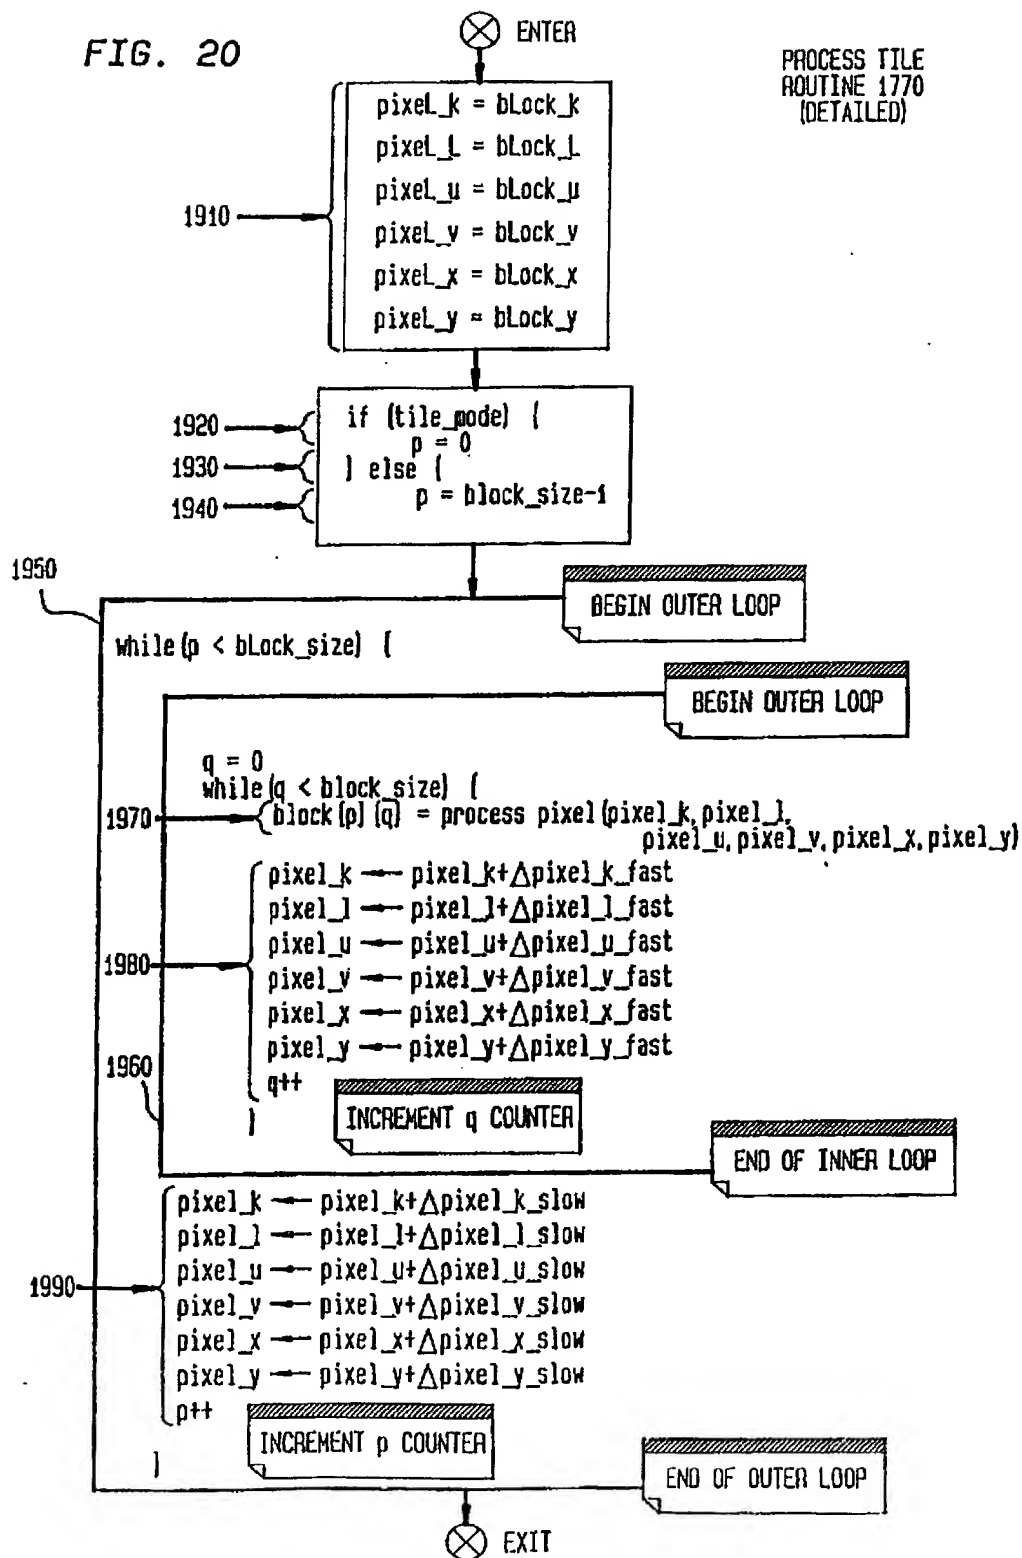 FIG. 20
ENTER
PROCESS TILE
ROUTINE 1770
(DETAILED)
pixel_k = block_k
pixel_l = block_l
pixel_u = block_u
pixel_v = block_v
pixel_x = block_x
pixel_y = block_y
1910
if (tile_mode) {
p = 0
} else {
p = block_size-1
1920
1930
1940
1950
BEGIN OUTER LOOP
while(p < block_size) {
BEGIN OUTER LOOP
q = 0
while(q < block_size) {
block(p)(q) = process pixel(pixel_k, pixel_l,
pixel_u, pixel_v, pixel_x, pixel_y)
1970
pixel_k ← pixel_k+Δpixel_k_fast
pixel_l ← pixel_l+Δpixel_l_fast
pixel_u ← pixel_u+Δpixel_u_fast
pixel_v ← pixel_v+Δpixel_v_fast
pixel_x ← pixel_x+Δpixel_x_fast
pixel_y ← pixel_y+Δpixel_y_fast
q++
1980
1960
INCREMENT q COUNTER
}
END OF INNER LOOP
pixel_k ← pixel_k+Δpixel_k_slow
pixel_l ← pixel_l+Δpixel_l_slow
pixel_u ← pixel_u+Δpixel_u_slow
pixel_v ← pixel_v+Δpixel_v_slow
pixel_x ← pixel_x+Δpixel_x_slow
pixel_y ← pixel_y+Δpixel_y_slow
p++
1990
INCREMENT p COUNTER
}
END OF OUTER LOOP
EXIT